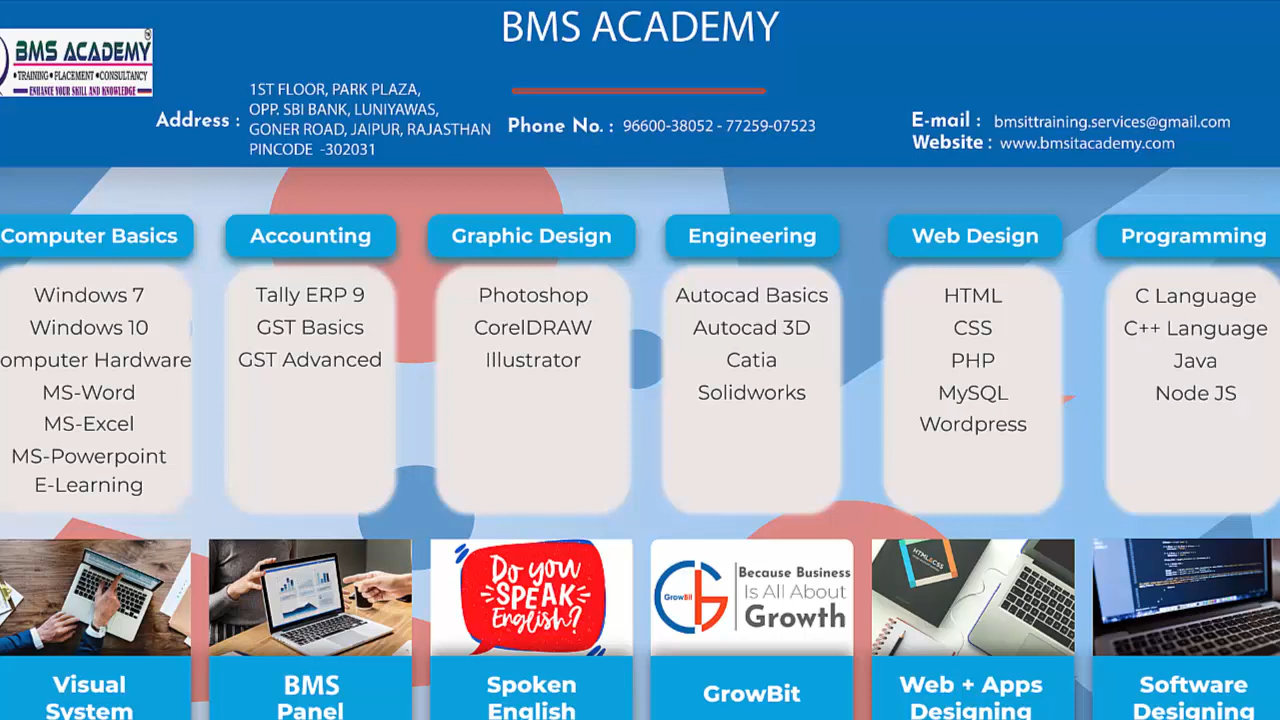 BMS ACADEMY
BMS ACADEMY
TM
•TRAINING•PLACEMENT•CONSULTANCY
ENHANCE YOUR SKILL AND KNOWLEDGE
Address :
1ST FLOOR, PARK PLAZA,
OPP. SBI BANK, LUNIYAWAS,
GONER ROAD, JAIPUR, RAJASTHAN
PINCODE -302031
Phone No. : 96600-38052 - 77259-07523
E-mail : bmsittraining.services@gmail.com
Website : www.bmsitacademy.com
Computer Basics
Windows 7
Windows 10
omputer Hardware
MS-Word
MS-Excel
MS-Powerpoint
E-Learning
Accounting
Tally ERP 9
GST Basics
GST Advanced
Graphic Design
Photoshop
CorelDRAW
Illustrator
Engineering
Autocad Basics
Autocad 3D
Catia
Solidworks
Web Design
HTML
CSS
PHP
MySQL
Wordpress
Programming
C Language
C++ Language
Java
Node JS
Do you
SPEAK
English?
GrowBit
Because Business
Is All About
Growth
HTML&CSS
Visual
System
BMS
Panel
Spoken
English
GrowBit
Web + Apps
Designing
Software
Designing